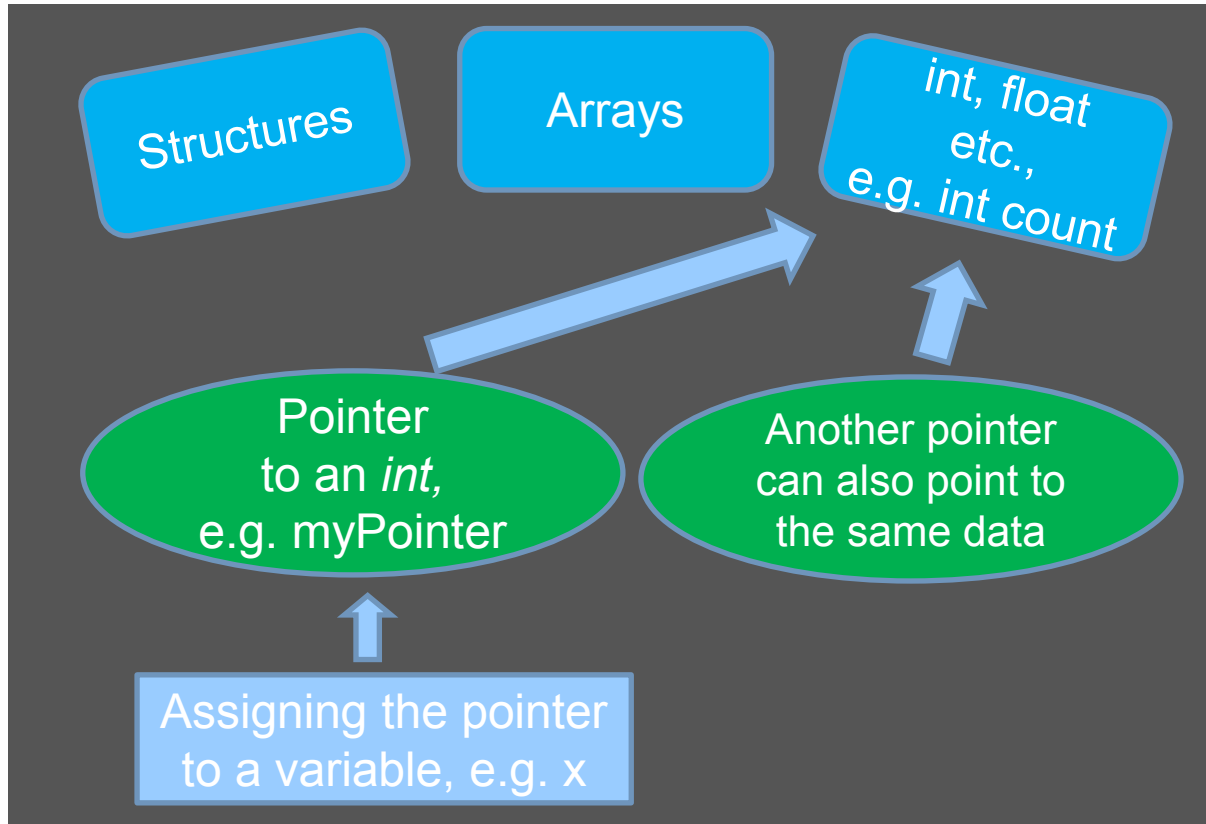 Structures
Arrays
int, float
etc.,
e.g. int count
Pointer
to an int,
e.g. myPointer
Another pointer
can also point to
the same data
Assigning the pointer
to a variable, e.g. x